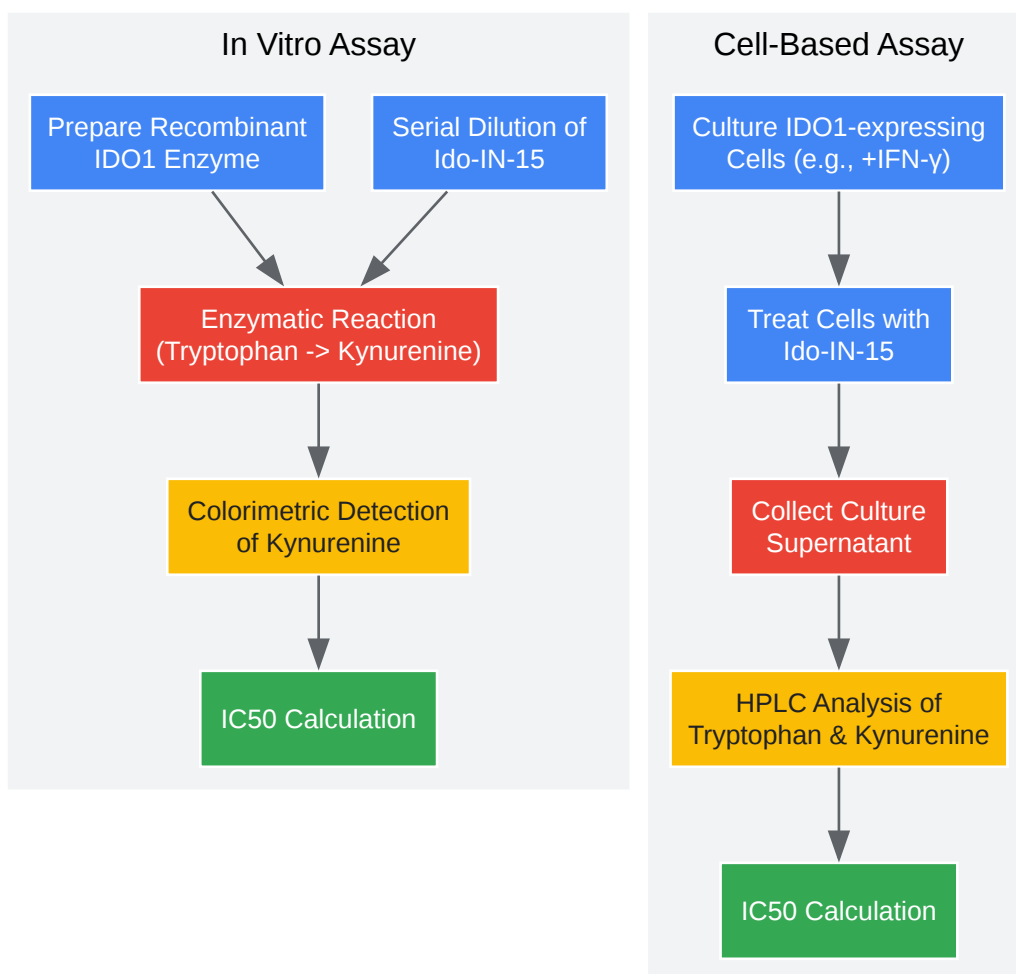 In Vitro Assay
Prepare Recombinant
IDO1 Enzyme
Serial Dilution of
Ido-IN-15
Enzymatic Reaction
(Tryptophan -> Kynurenine)
Colorimetric Detection
of Kynurenine
IC50 Calculation
Cell-Based Assay
Culture IDO1-expressing
Cells (e.g., +IFN-γ)
Treat Cells with
Ido-IN-15
Collect Culture
Supernatant
HPLC Analysis of
Tryptophan & Kynurenine
IC50 Calculation